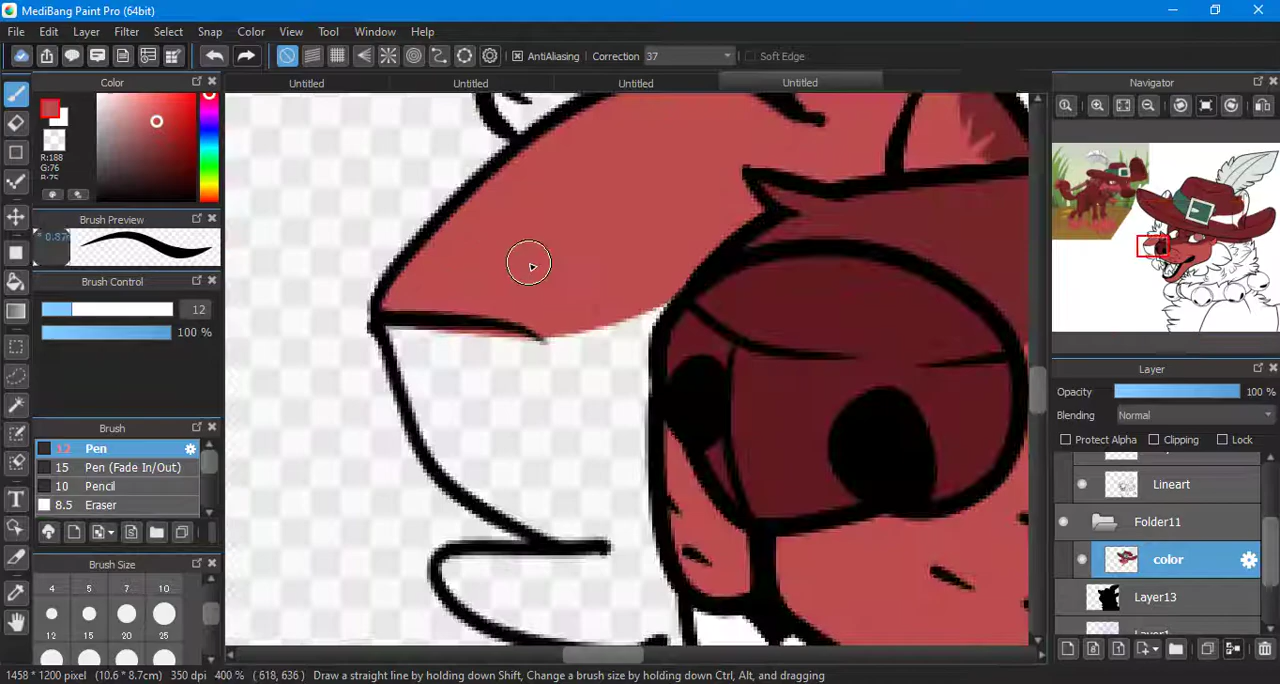 MediBang Paint Pro (64bit)
File Edit Layer Filter Select Snap Color View Tool Window Help
AntiAliasing Correction 37 Soft Edge
Color
Untitled Untitled Untitled Untitled
Navigator
R:188
G:76
B:75
Brush Preview
Brush Control
12
100 %
Brush
12 Pen
15 Pen (Fade In/Out)
10 Pencil
8.5 Eraser
Brush Size
4 5 7 10
12 15 20 25
Layer
Opacity 100 %
Blending Normal
Protect Alpha Clipping Lock
Lineart
Folder11
color
Layer13
1458 * 1200 pixel (10.6 * 8.7cm) 350 dpi 400 % ( 618, 636 ) Draw a straight line by holding down Shift, Change a brush size by holding down Ctrl, Alt, and dragging